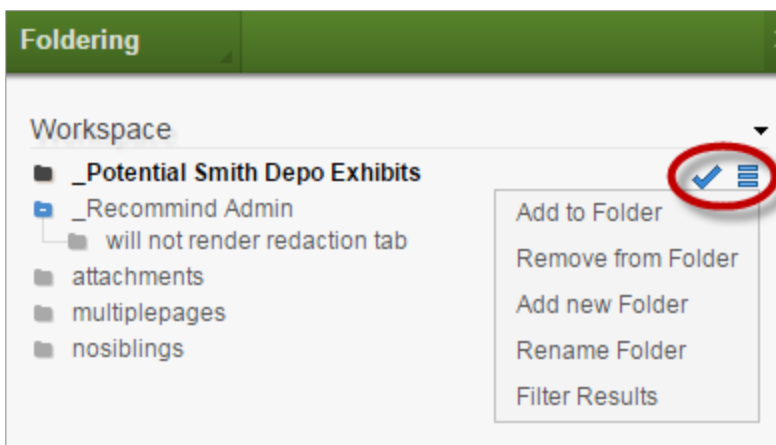 Foldering
Workspace
_Potential Smith Depo Exhibits
_Recommind Admin
will not render redaction tab
attachments
multiplepages
nosiblings
Add to Folder
Remove from Folder
Add new Folder
Rename Folder
Filter Results